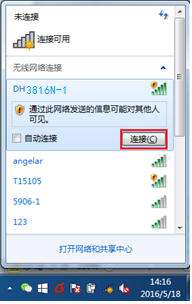 未连接
连接可用
无线网络连接
DH3816N-1
通过此网络发送的信息可能对其他人可见。
自动连接
连接(C)
angelar
T15105
5906-1
123
打开网络和共享中心
14:16
2016/5/18